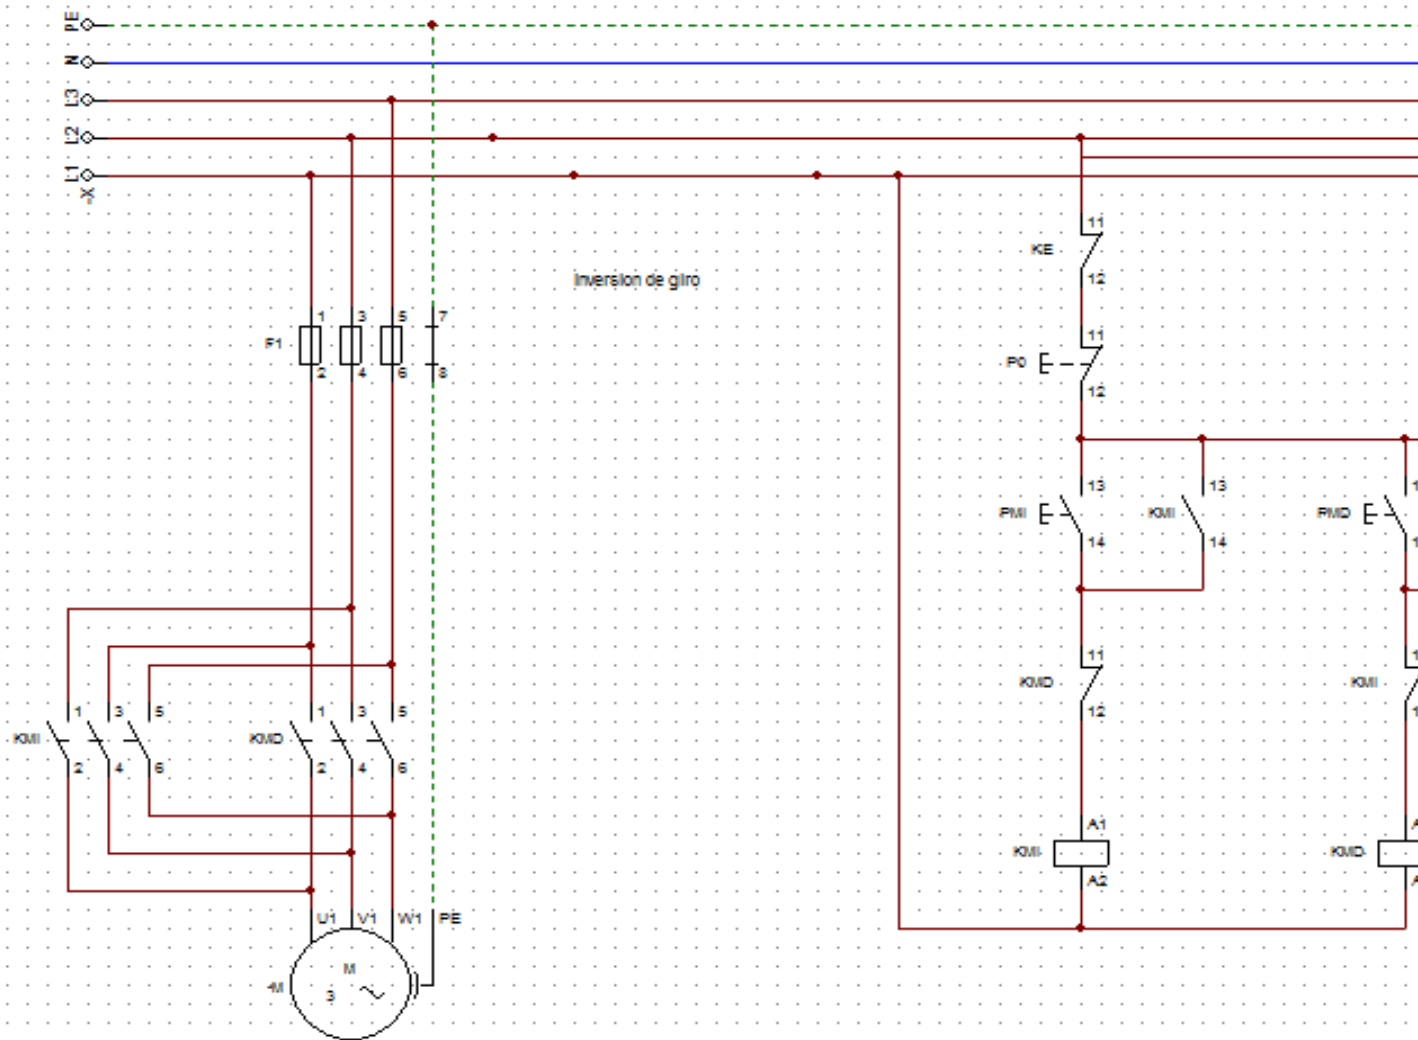 PE
N
L3
L2
L1
-X
11
KE
12
Inversion de giro
1 3 5 7
F1
2 4 6 8
11
P0
12
13 13
PMI KMI PMD
14 14
11
KMD KMI
12
1 3 5 1 3 5
KMI KMD
2 4 6 2 4 6
A1
KMI KMD
A2
U1 V1 W1 PE
M
-M 3